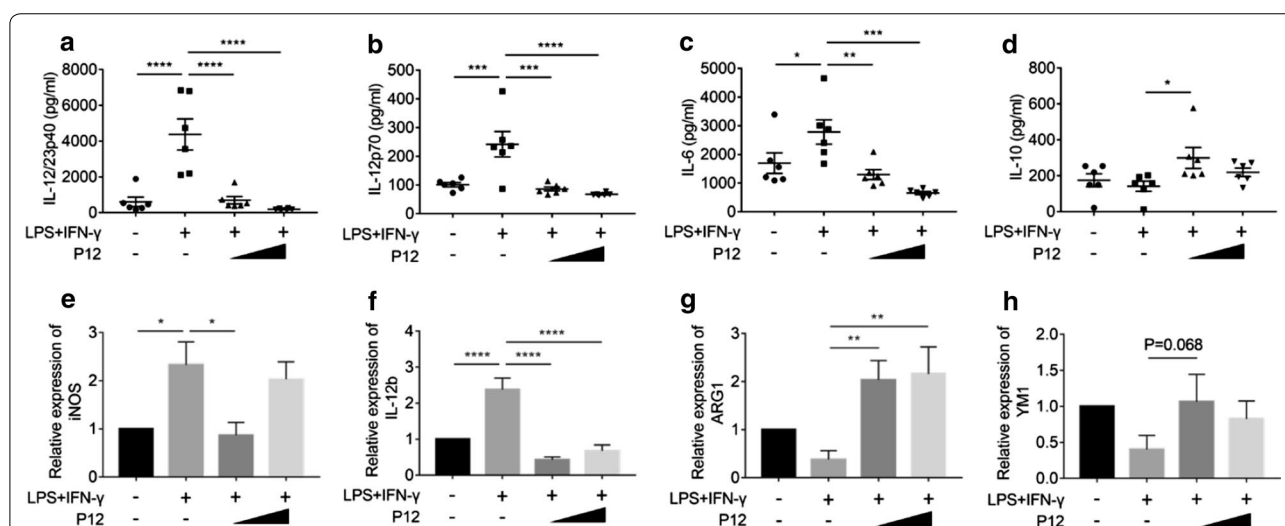 a
IL-12/23p40 (pg/ml)
8000
6000
4000
2000
0
**** ****
****
LPS+IFN-γ - + + +
P12 - -
b
IL-12p70 (pg/ml)
500
400
300
200
100
0
*** ***
****
LPS+IFN-γ - + + +
P12 - -
c
IL-6 (pg/ml)
5000
4000
3000
2000
1000
0
* **
***
LPS+IFN-γ - + + +
P12 - -
d
IL-10 (pg/ml)
800
600
400
200
0
*
LPS+IFN-γ - + + +
P12 - -
e
Relative expression of
iNOS
3
2
1
0
* *
LPS+IFN-γ - + + +
P12 - -
f
Relative expression of
IL-12b
4
3
2
1
0
**** ****
****
LPS+IFN-γ - + + +
P12 - -
g
Relative expression of
ARG1
3
2
1
0
**
**
LPS+IFN-γ - + + +
P12 - -
h
Relative expression of
YM1
2.0
1.5
1.0
0.5
0.0
P=0.068
LPS+IFN-γ - + + +
P12 - -